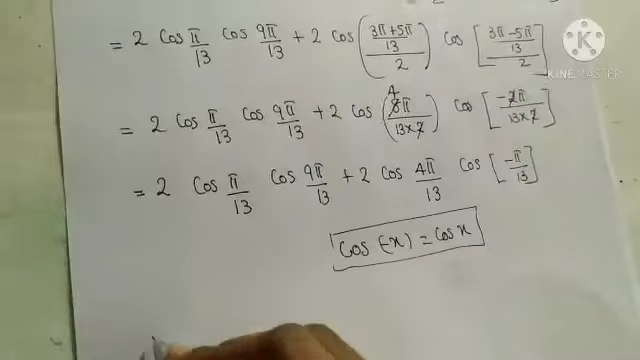 = 2 cos π/13 cos 9π/13 + 2 cos ((3π+5π)/13 / 2) cos [(3π-5π)/13 / 2]
K
KINEMASTER
= 2 cos π/13 cos 9π/13 + 2 cos (8π/13×2) 4 cos [-2π/13×2]
= 2 cos π/13 cos 9π/13 + 2 cos 4π/13 cos [-π/13]
cos (-x) = cos x